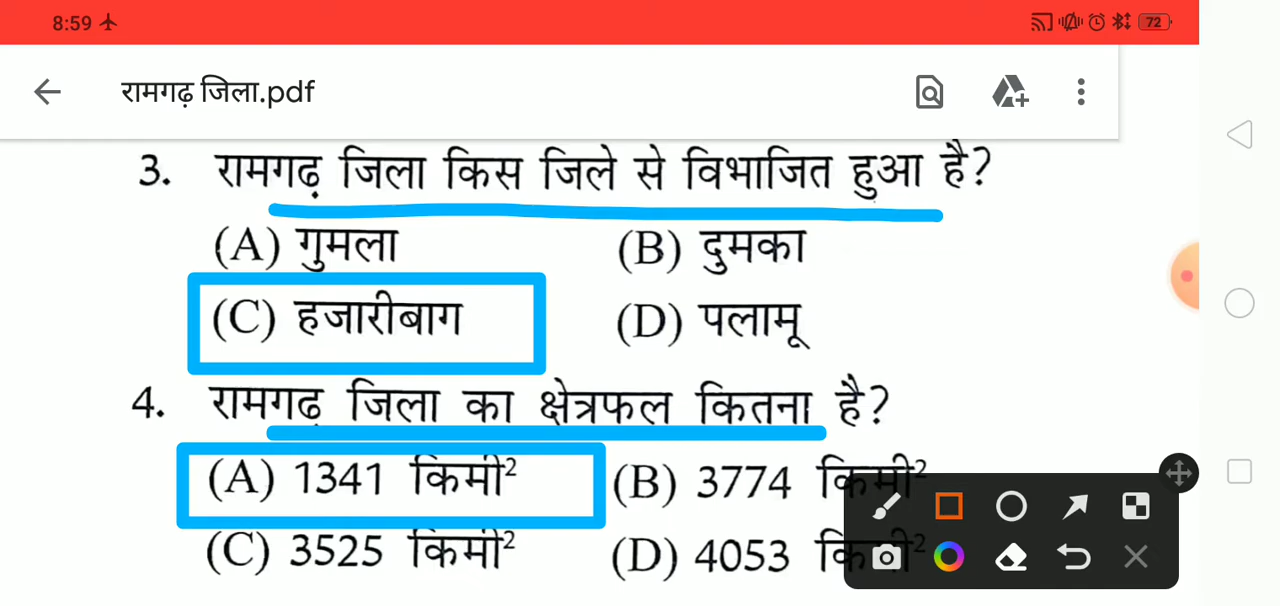 8:59
72
रामगढ़ जिला.pdf
3. रामगढ़ जिला किस जिले से विभाजित हुआ है?
(A) गुमला (B) दुमका
(C) हजारीबाग (D) पलामू
4. रामगढ़ जिला का क्षेत्रफल कितना है?
(A) 1341 किमी² (B) 3774 किमी²
(C) 3525 किमी² (D) 4053 किमी²